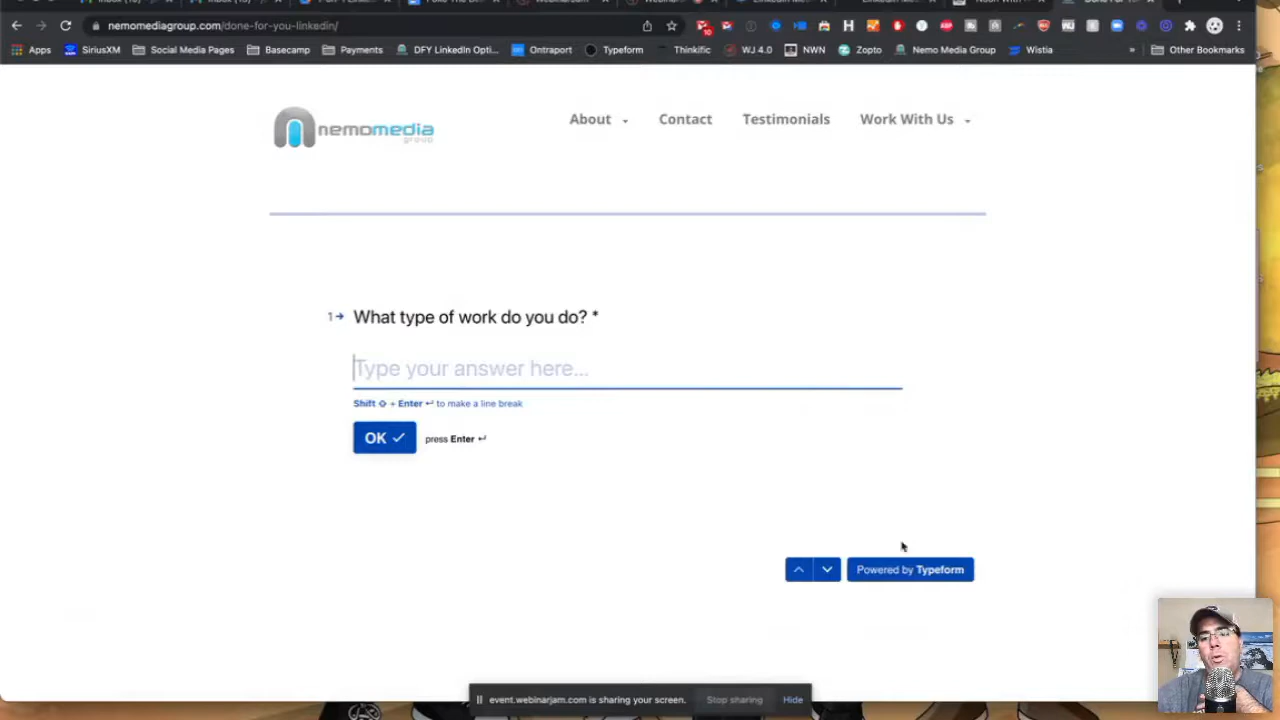 nemomediagroup.com/done-for-you-linkedin/
Apps
SiriusXM
Social Media Pages
Basecamp
Payments
DFY LinkedIn Opti...
Ontraport
Typeform
Thinkific
WJ 4.0
NWN
Zopto
Nemo Media Group
Wistia
»
Other Bookmarks
nemomedia
group
About
Contact
Testimonials
Work With Us
1 What type of work do you do? *
Type your answer here...
Shift ⇧ + Enter ↵ to make a line break
OK
press Enter ↵
Powered by Typeform
event.webinarjam.com is sharing your screen.
Stop sharing
Hide